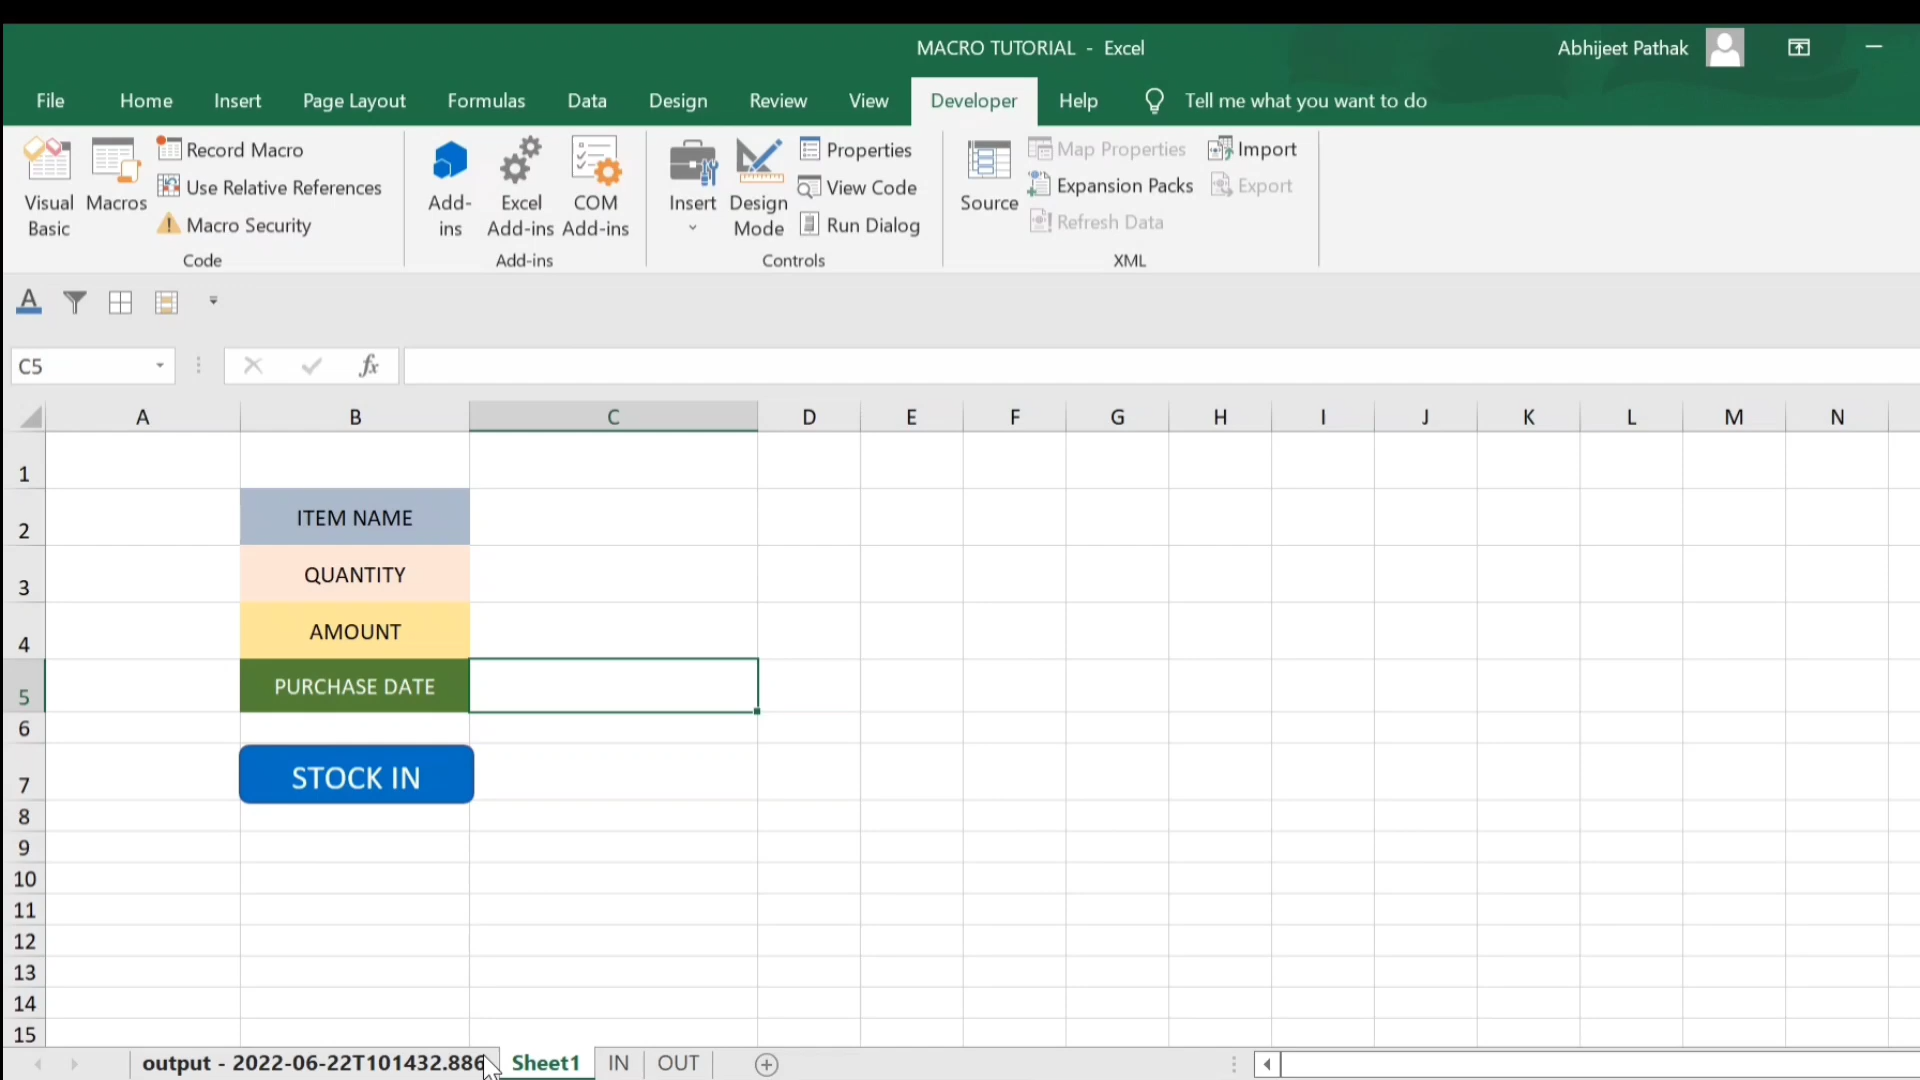 MACRO TUTORIAL - Excel
Abhijeet Pathak
File Home Insert Page Layout Formulas Data Design Review View Developer Help Tell me what you want to do
Visual Basic
Macros
Record Macro
Use Relative References
Macro Security
Code
Add-ins
Excel Add-ins
COM Add-ins
Add-ins
Insert
Design Mode
Properties
View Code
Run Dialog
Controls
Source
Map Properties
Expansion Packs
Refresh Data
Import
Export
XML
C5
fx
A B C D E F G H I J K L M N
1
2 ITEM NAME
3 QUANTITY
4 AMOUNT
5 PURCHASE DATE
6
7 STOCK IN
8
9
10
11
12
13
14
15
output - 2022-06-22T101432.886 Sheet1 IN OUT